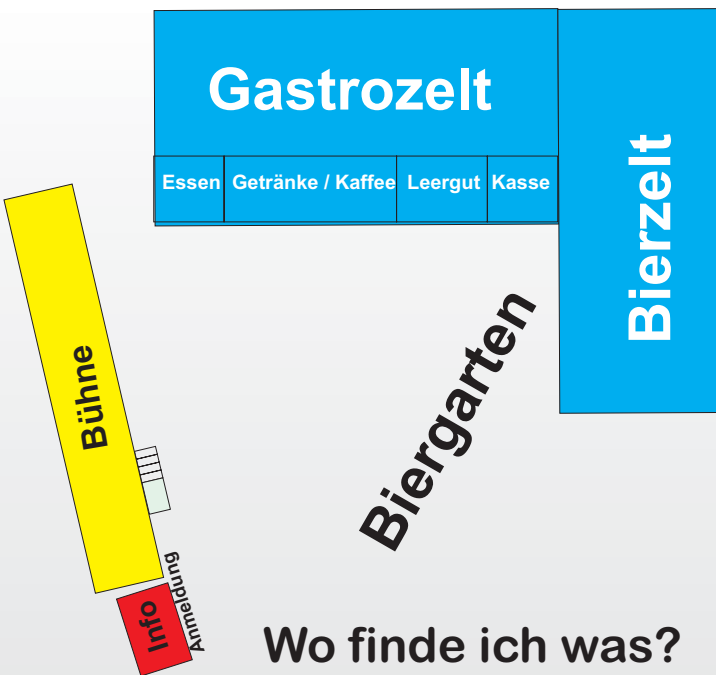 Gastrozelt
Essen
Getränke / Kaffee
Leergut
Kasse
Bierzelt
Bühne
Biergarten
Info
Anmeldung
Wo finde ich was?